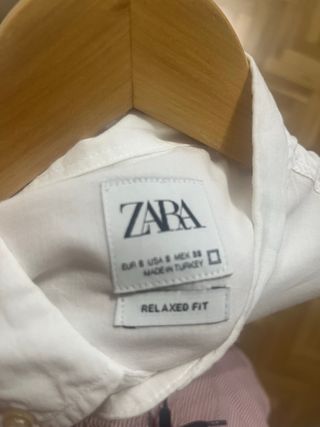 ZARA
EUR S USA S MEX 38
MADE IN TURKEY
RELAXED FIT